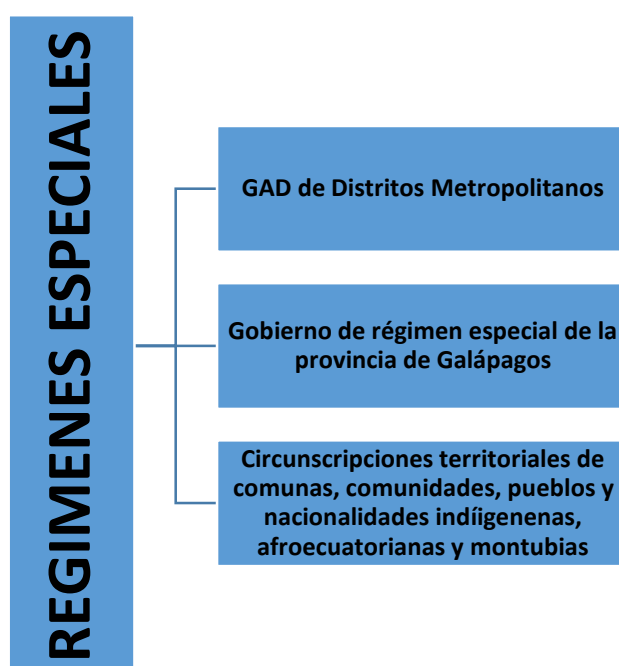 REGIMENES ESPECIALES
GAD de Distritos Metropolitanos
Gobierno de régimen especial de la
provincia de Galápagos
Circunscripciones territoriales de
comunas, comunidades, pueblos y
nacionalidades indíigenenas,
afroecuatorianas y montubias